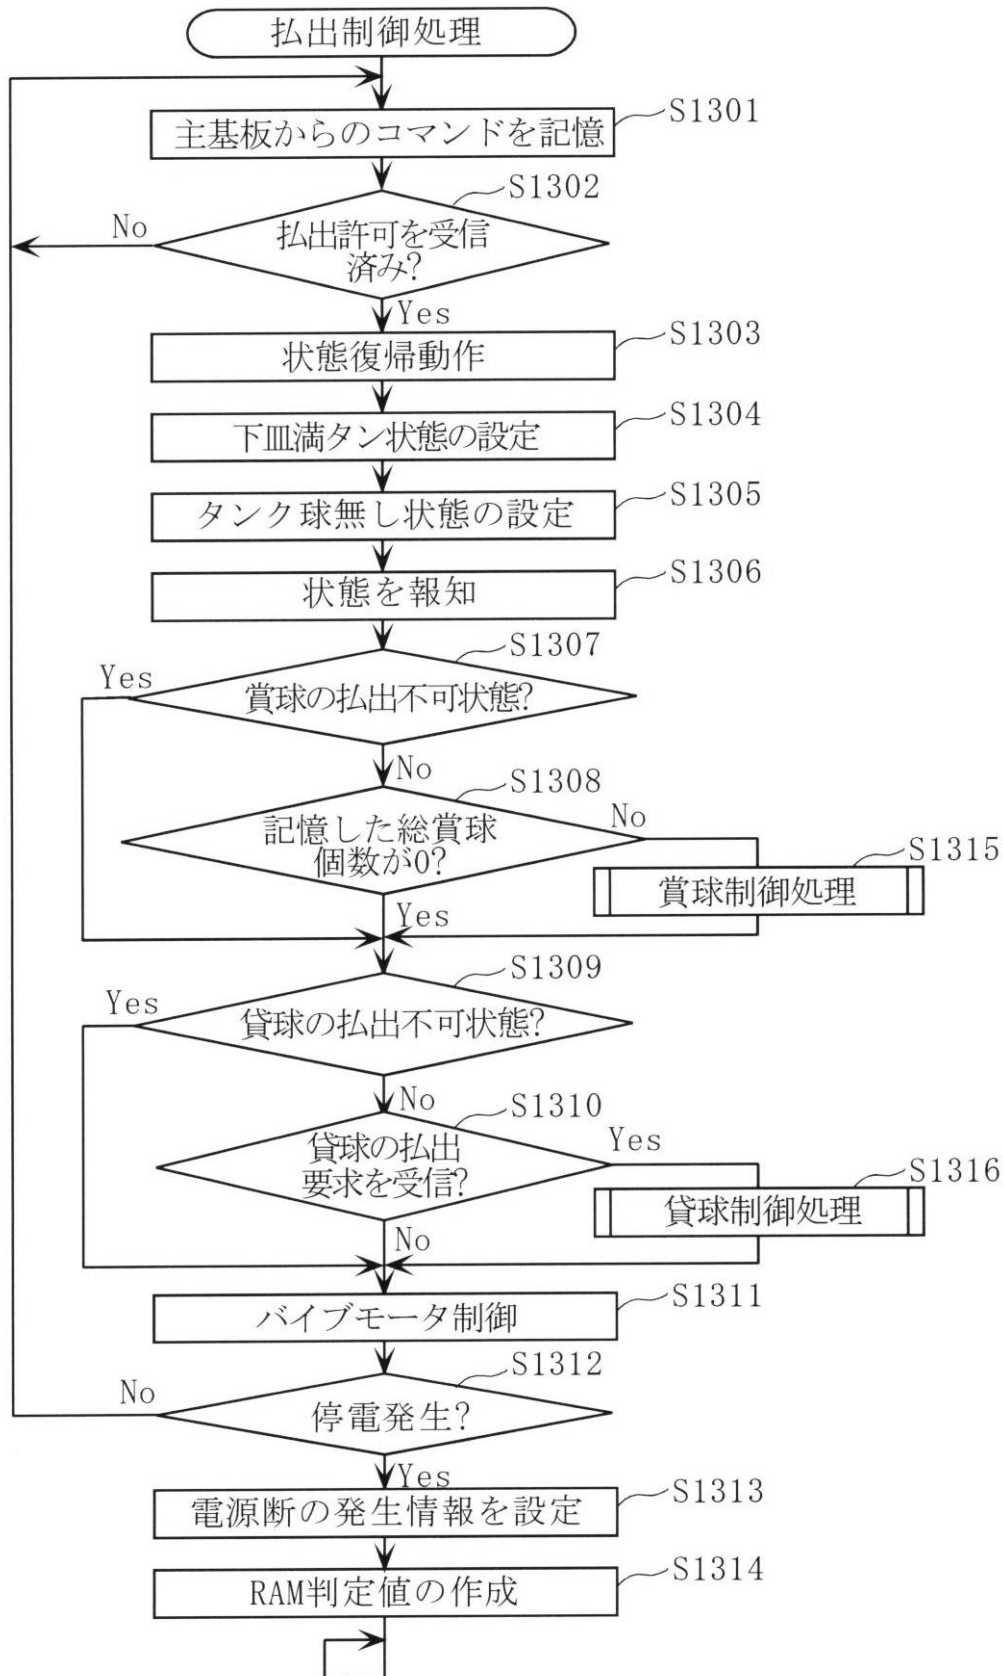 払出制御処理
S1301
主基板からのコマンドを記憶
S1302
No
払出許可を受信
済み?
Yes
S1303
状態復帰動作
S1304
下皿満タン状態の設定
S1305
タンク球無し状態の設定
S1306
状態を報知
S1307
Yes
賞球の払出不可状態?
No
S1308
No
記憶した総賞球
個数が0?
S1315
賞球制御処理
Yes
S1309
Yes
貸球の払出不可状態?
No
S1310
Yes
貸球の払出
要求を受信?
S1316
貸球制御処理
No
S1311
バイブモータ制御
S1312
No
停電発生?
Yes
S1313
電源断の発生情報を設定
S1314
RAM判定値の作成